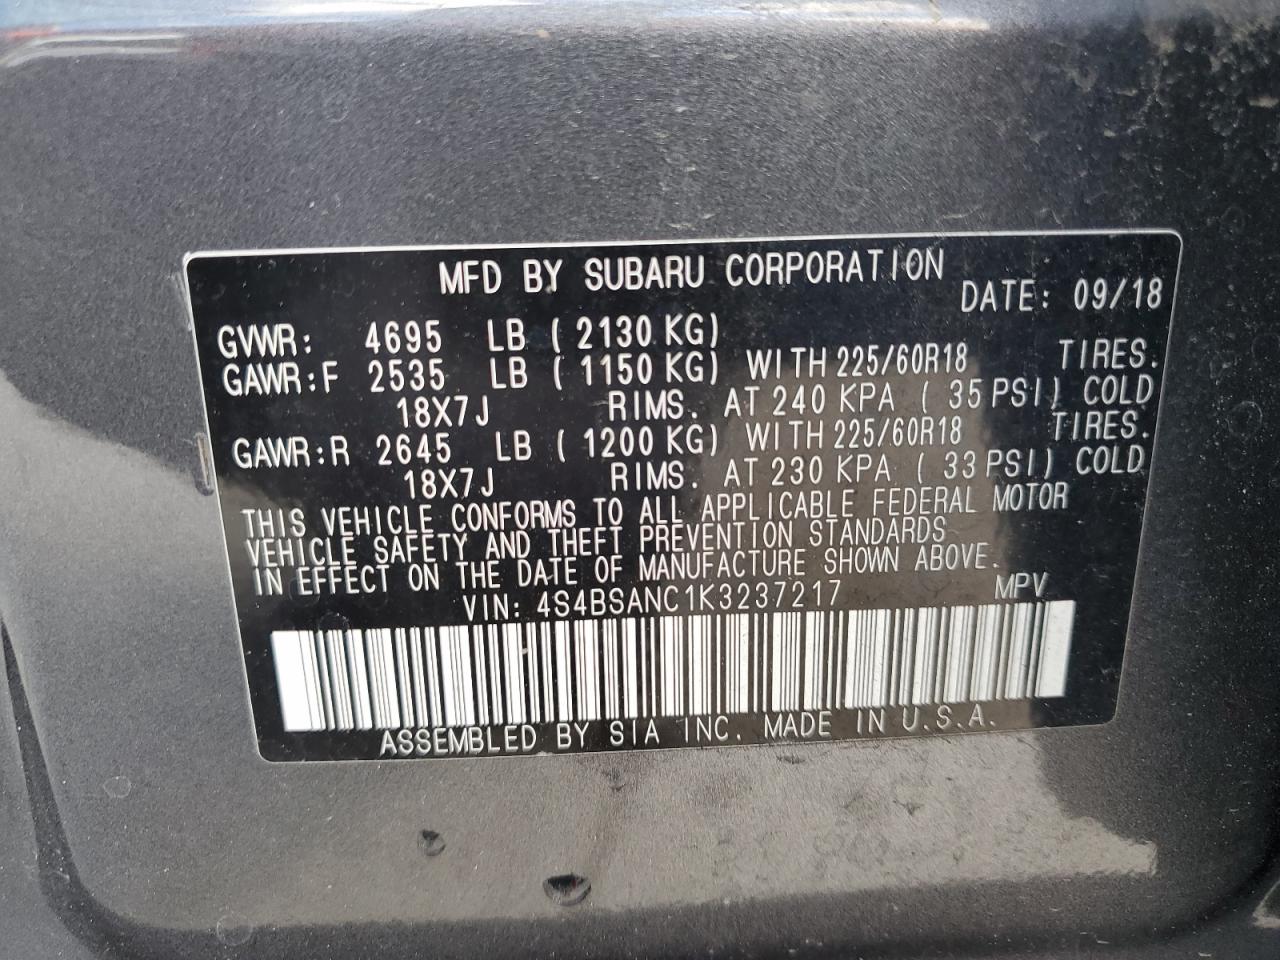 MFD BY SUBARU CORPORATION
DATE: 09/18
GVWR: 4695 LB ( 2130 KG)
GAWR:F 2535 LB ( 1150 KG) WITH 225/60R18 TIRES.
18X7J RIMS. AT 240 KPA ( 35 PSI) COLD
GAWR:R 2645 LB ( 1200 KG) WITH 225/60R18 TIRES.
18X7J RIMS. AT 230 KPA ( 33 PSI) COLD
THIS VEHICLE CONFORMS TO ALL APPLICABLE FEDERAL MOTOR
VEHICLE SAFETY AND THEFT PREVENTION STANDARDS
IN EFFECT ON THE DATE OF MANUFACTURE SHOWN ABOVE.
VIN: 4S4BSANC1K3237217 MPV
ASSEMBLED BY SIA INC. MADE IN U.S.A.